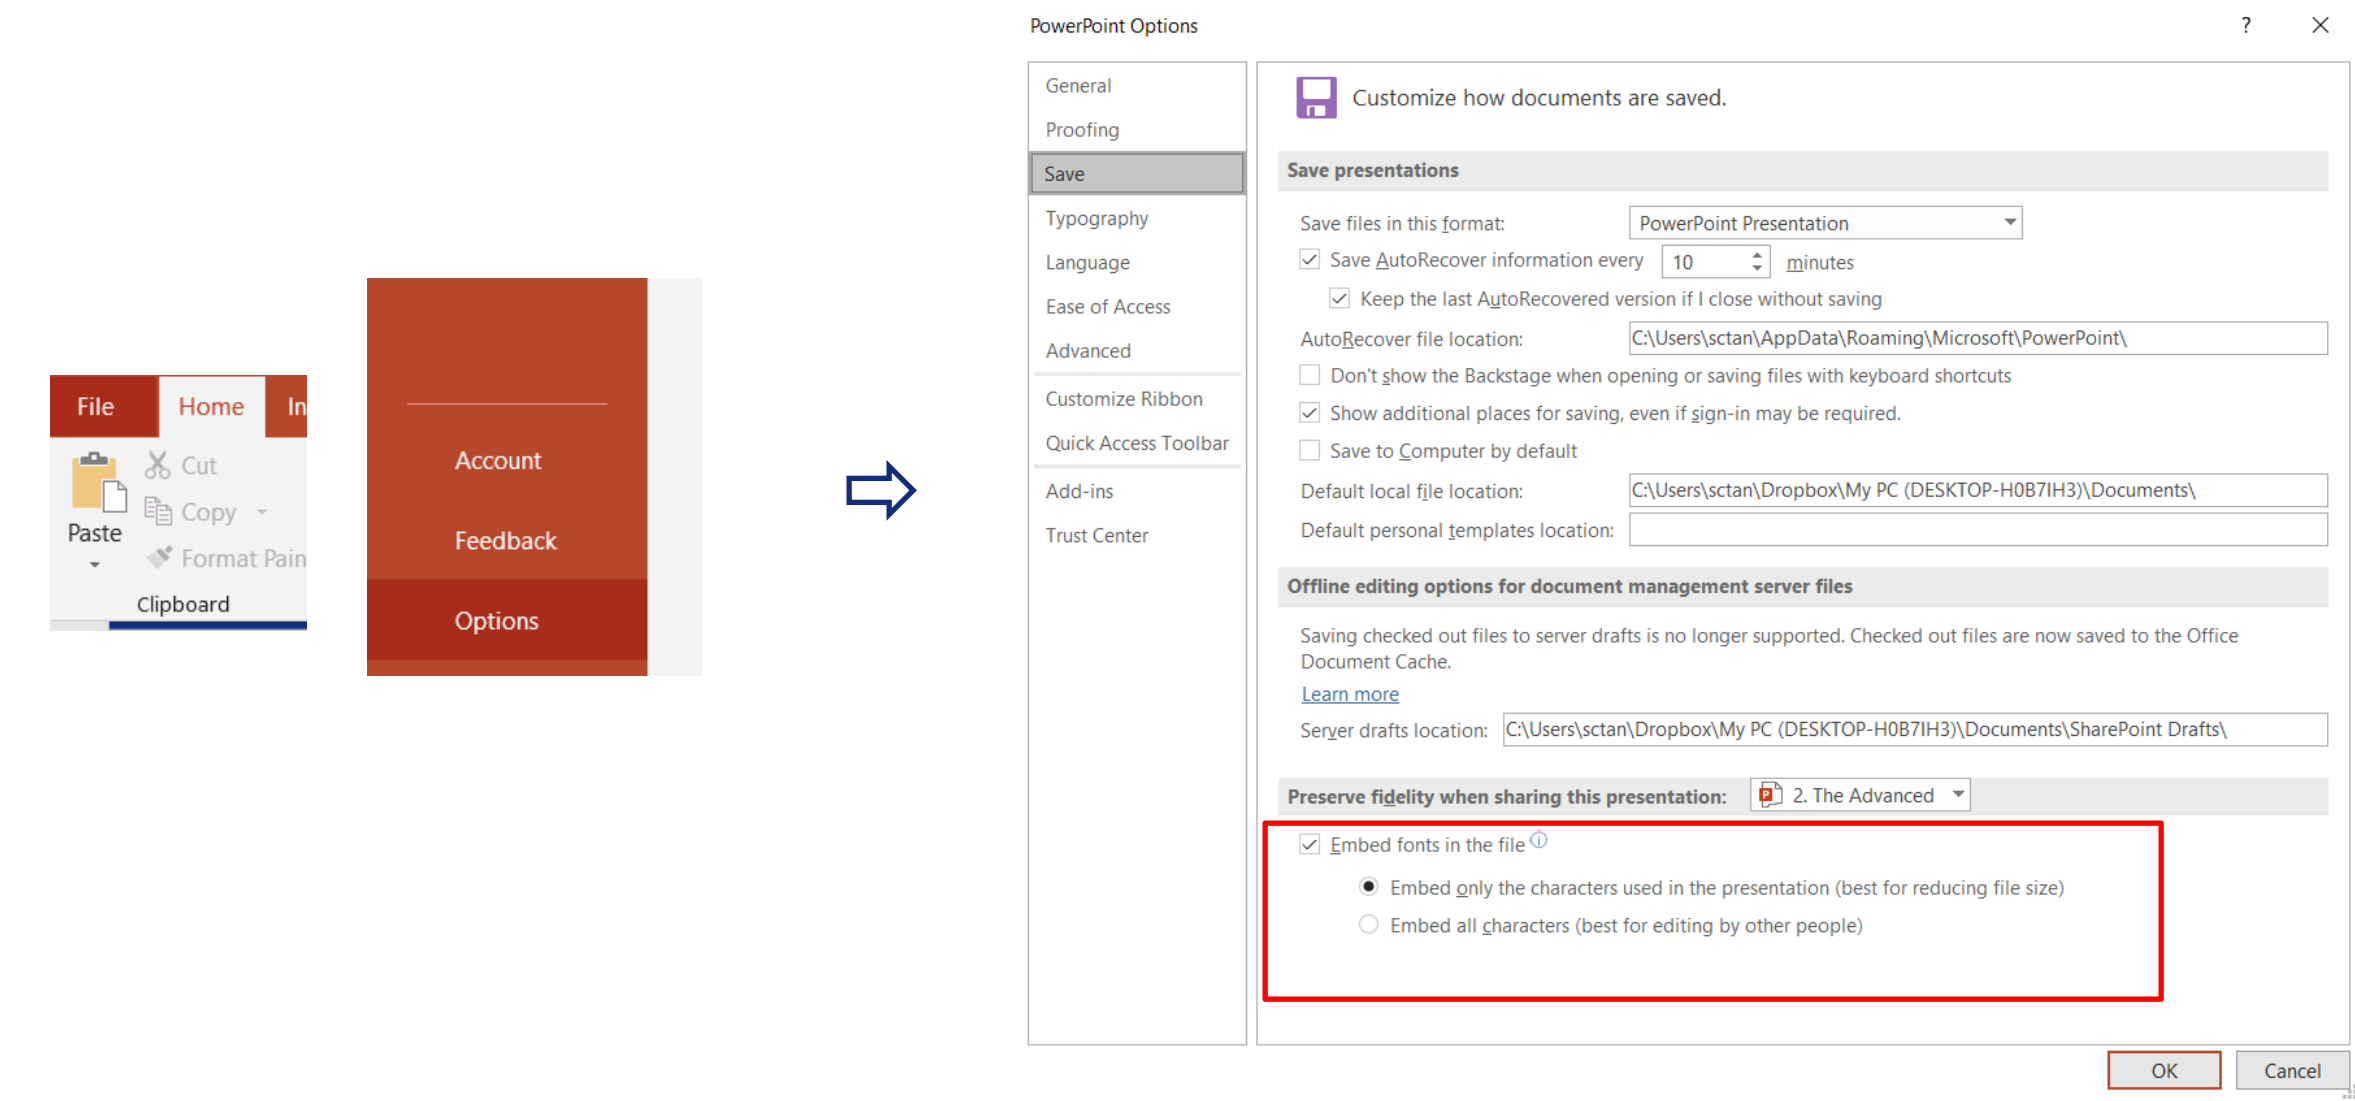 File Home In
Cut
Copy
Paste
Format Pain
Clipboard
Account
Feedback
Options
PowerPoint Options
General
Proofing
Save
Typography
Language
Ease of Access
Advanced
Customize Ribbon
Quick Access Toolbar
Add-ins
Trust Center
Customize how documents are saved.
Save presentations
Save files in this format: PowerPoint Presentation
Save AutoRecover information every 10 minutes
Keep the last AutoRecovered version if I close without saving
AutoRecover file location: C:\Users\sctan\AppData\Roaming\Microsoft\PowerPoint\
Don't show the Backstage when opening or saving files with keyboard shortcuts
Show additional places for saving, even if sign-in may be required.
Save to Computer by default
Default local file location: C:\Users\sctan\Dropbox\My PC (DESKTOP-H0B7IH3)\Documents\
Default personal templates location:
Offline editing options for document management server files
Saving checked out files to server drafts is no longer supported. Checked out files are now saved to the Office
Document Cache.
Learn more
Server drafts location: C:\Users\sctan\Dropbox\My PC (DESKTOP-H0B7IH3)\Documents\SharePoint Drafts\
Preserve fidelity when sharing this presentation: 2. The Advanced
Embed fonts in the file
Embed only the characters used in the presentation (best for reducing file size)
Embed all characters (best for editing by other people)
OK Cancel